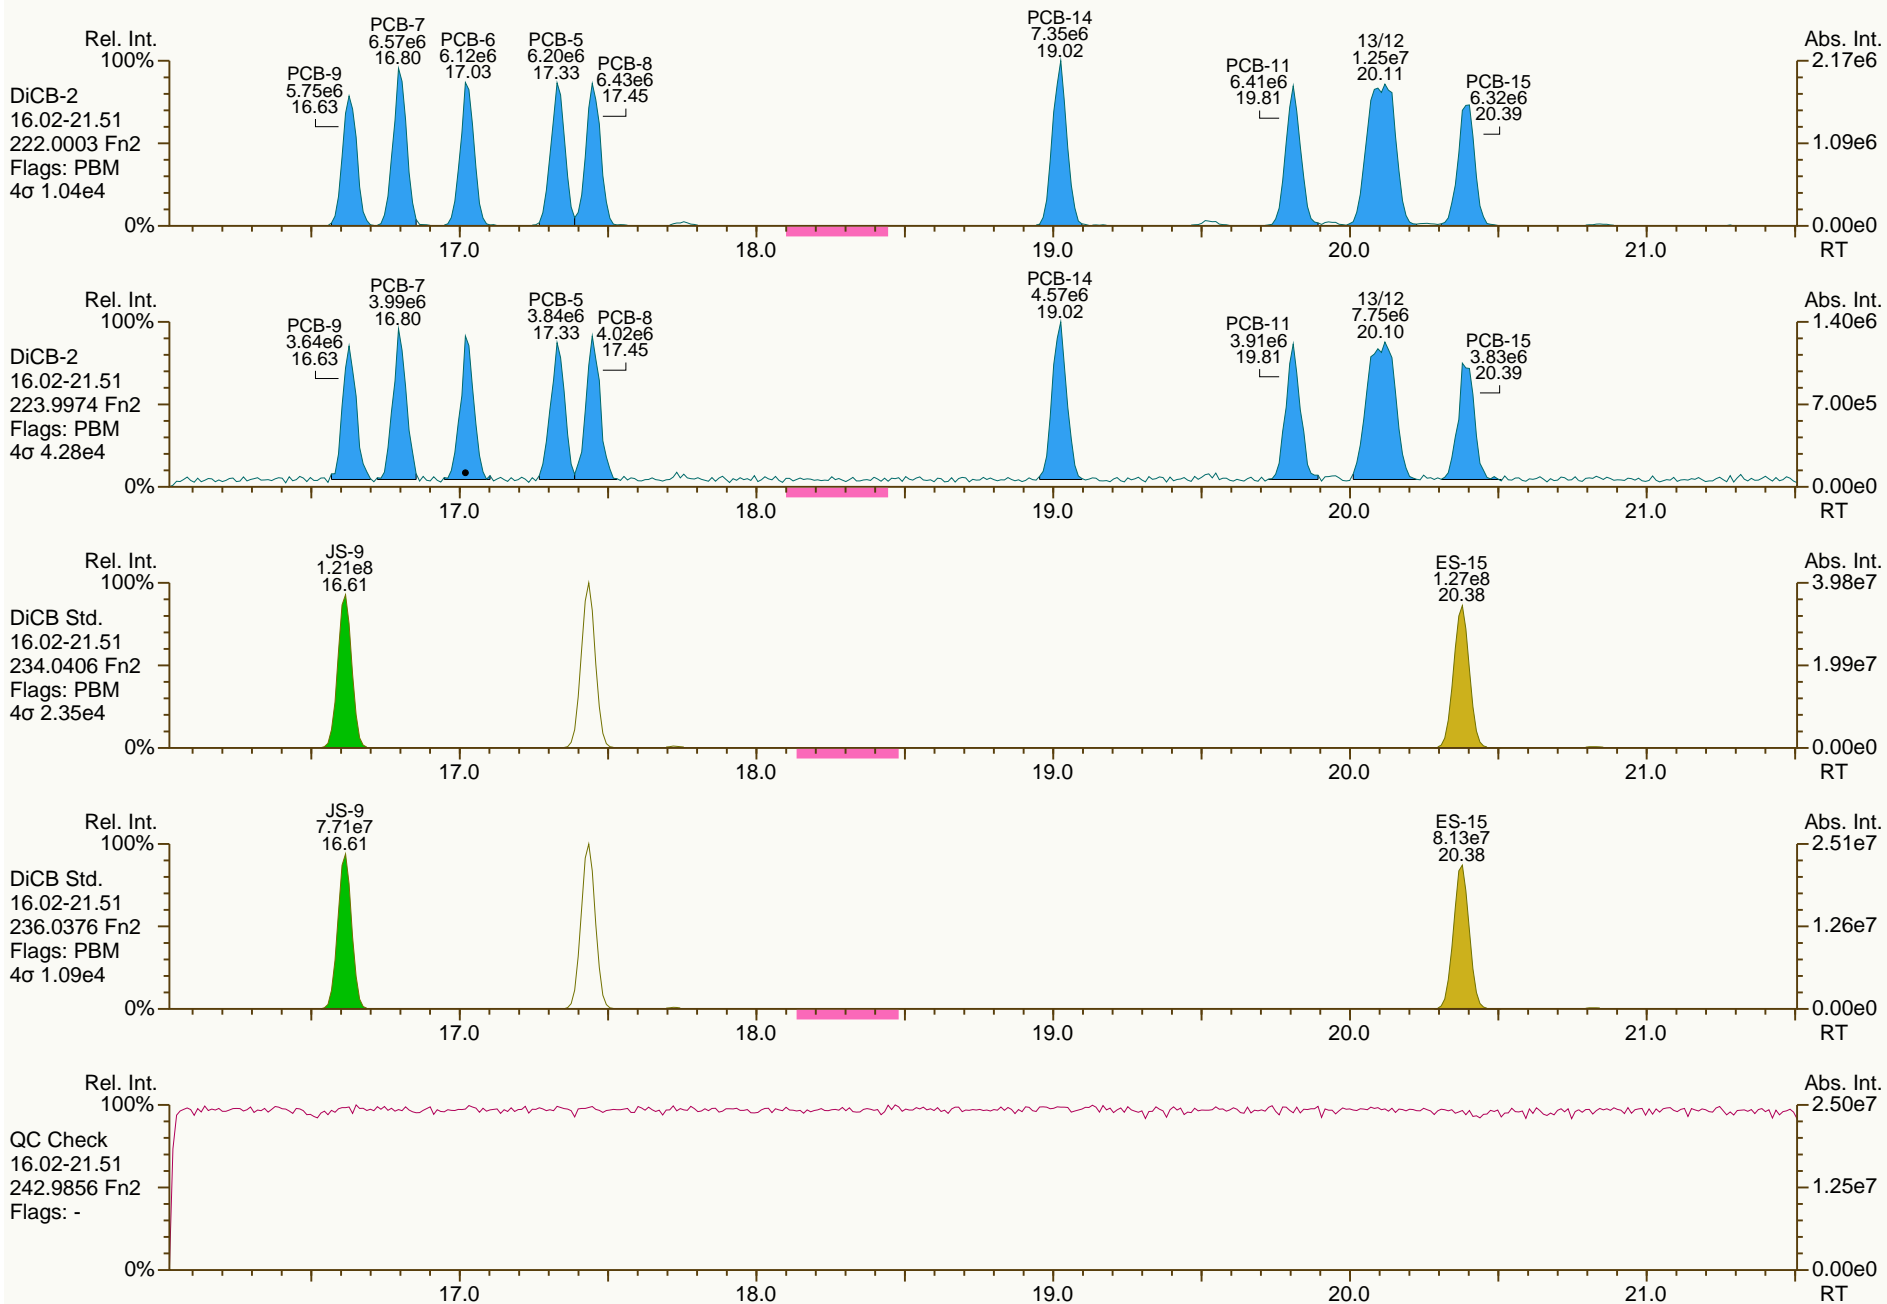 Rel. Int.
Abs. Int.
DiCB-2
16.02-21.51
222.0003 Fn2
Flags: PBM
4σ 1.04e4
100%
0%
PCB-9
5.75e6
16.63
PCB-7
6.57e6
16.80
PCB-6
6.12e6
17.03
PCB-5
6.20e6
17.33
PCB-8
6.43e6
17.45
PCB-14
7.35e6
19.02
PCB-11
6.41e6
19.81
13/12
1.25e7
20.11
PCB-15
6.32e6
20.39
2.17e6
1.09e6
0.00e0
17.0 18.0 19.0 20.0 21.0 RT
Rel. Int.
Abs. Int.
DiCB-2
16.02-21.51
223.9974 Fn2
Flags: PBM
4σ 4.28e4
100%
0%
PCB-9
3.64e6
16.63
PCB-7
3.99e6
16.80
PCB-5
3.84e6
17.33
PCB-8
4.02e6
17.45
PCB-14
4.57e6
19.02
PCB-11
3.91e6
19.81
13/12
7.75e6
20.10
PCB-15
3.83e6
20.39
1.40e6
7.00e5
0.00e0
17.0 18.0 19.0 20.0 21.0 RT
Rel. Int.
Abs. Int.
DiCB Std.
16.02-21.51
234.0406 Fn2
Flags: PBM
4σ 2.35e4
100%
0%
JS-9
1.21e8
16.61
ES-15
1.27e8
20.38
3.98e7
1.99e7
0.00e0
17.0 18.0 19.0 20.0 21.0 RT
Rel. Int.
Abs. Int.
DiCB Std.
16.02-21.51
236.0376 Fn2
Flags: PBM
4σ 1.09e4
100%
0%
JS-9
7.71e7
16.61
ES-15
8.13e7
20.38
2.51e7
1.26e7
0.00e0
17.0 18.0 19.0 20.0 21.0 RT
Rel. Int.
Abs. Int.
QC Check
16.02-21.51
242.9856 Fn2
Flags: -
100%
0%
2.50e7
1.25e7
0.00e0
17.0 18.0 19.0 20.0 21.0 RT